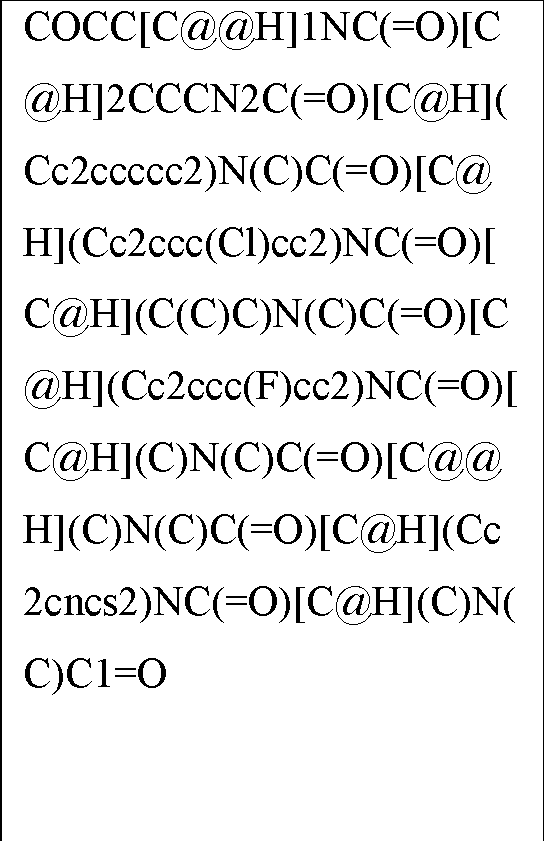 COCC[C@@H]1NC(=O)[C
@H]2CCCN2C(=O)[C@H](
Cc2ccccc2)N(C)C(=O)[C@
H](Cc2ccc(Cl)cc2)NC(=O)[
C@H](C(C)C)N(C)C(=O)[C
@H](Cc2ccc(F)cc2)NC(=O)[
C@H](C)N(C)C(=O)[C@@
H](C)N(C)C(=O)[C@H](Cc
2cncs2)NC(=O)[C@H](C)N(
C)C1=O